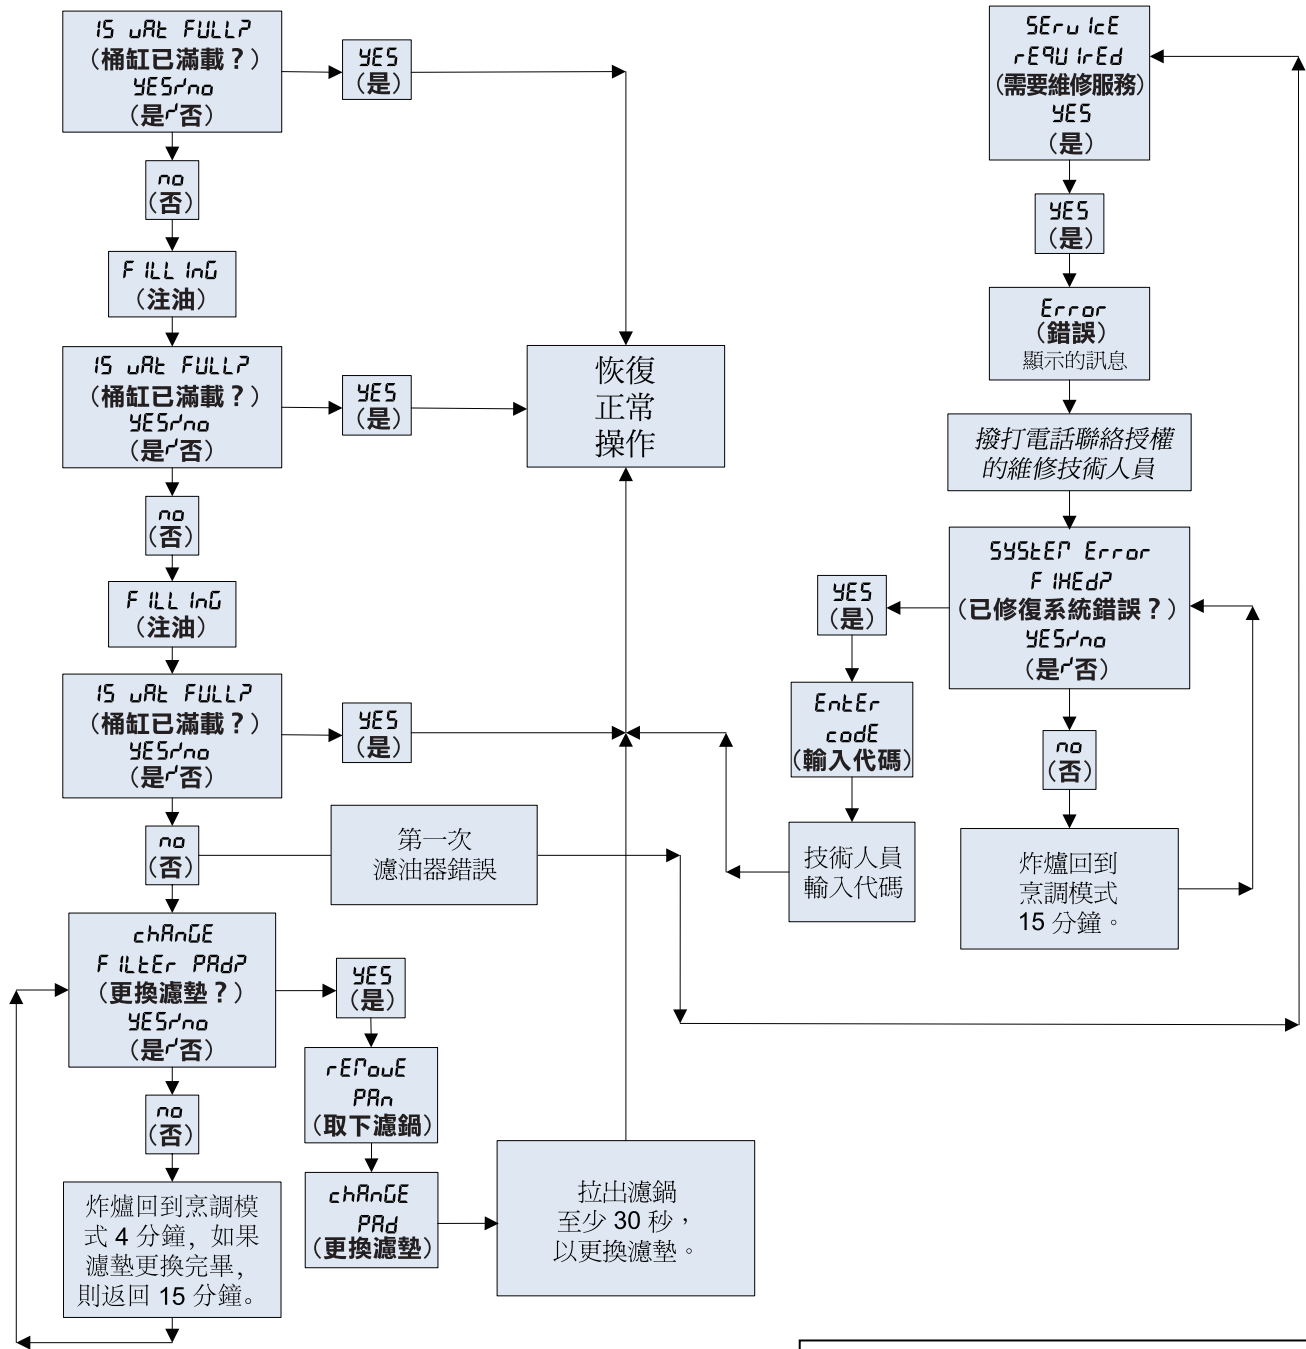 IS vAt FULL?
(桶缸已滿載？)
YES/no
(是/否)
YES
(是)
no
(否)
FILLInG
(注油)
IS vAt FULL?
(桶缸已滿載？)
YES/no
(是/否)
YES
(是)
no
(否)
FILLInG
(注油)
IS vAt FULL?
(桶缸已滿載？)
YES/no
(是/否)
YES
(是)
no
(否)
第一次
濾油器錯誤
chAnGE
FILtEr PAd?
(更換濾墊？)
YES/no
(是/否)
YES
(是)
no
(否)
rEMovE
PAn
(取下濾鍋)
chAnGE
PAd
(更換濾墊)
炸爐回到烹調模
式 4 分鐘，如果
濾墊更換完畢，
則返回 15 分鐘。
拉出濾鍋
至少 30 秒，
以更換濾墊。
恢復
正常
操作
SErvIcE
rEQUIrEd
(需要維修服務)
YES
(是)
YES
(是)
Error
(錯誤)
顯示的訊息
撥打電話聯絡授權
的維修技術人員
SYStEM Error
FIXEd?
(已修復系統錯誤？)
YES/no
(是/否)
YES
(是)
EntEr
codE
(輸入代碼)
技術人員
輸入代碼
no
(否)
炸爐回到
烹調模式
15 分鐘。